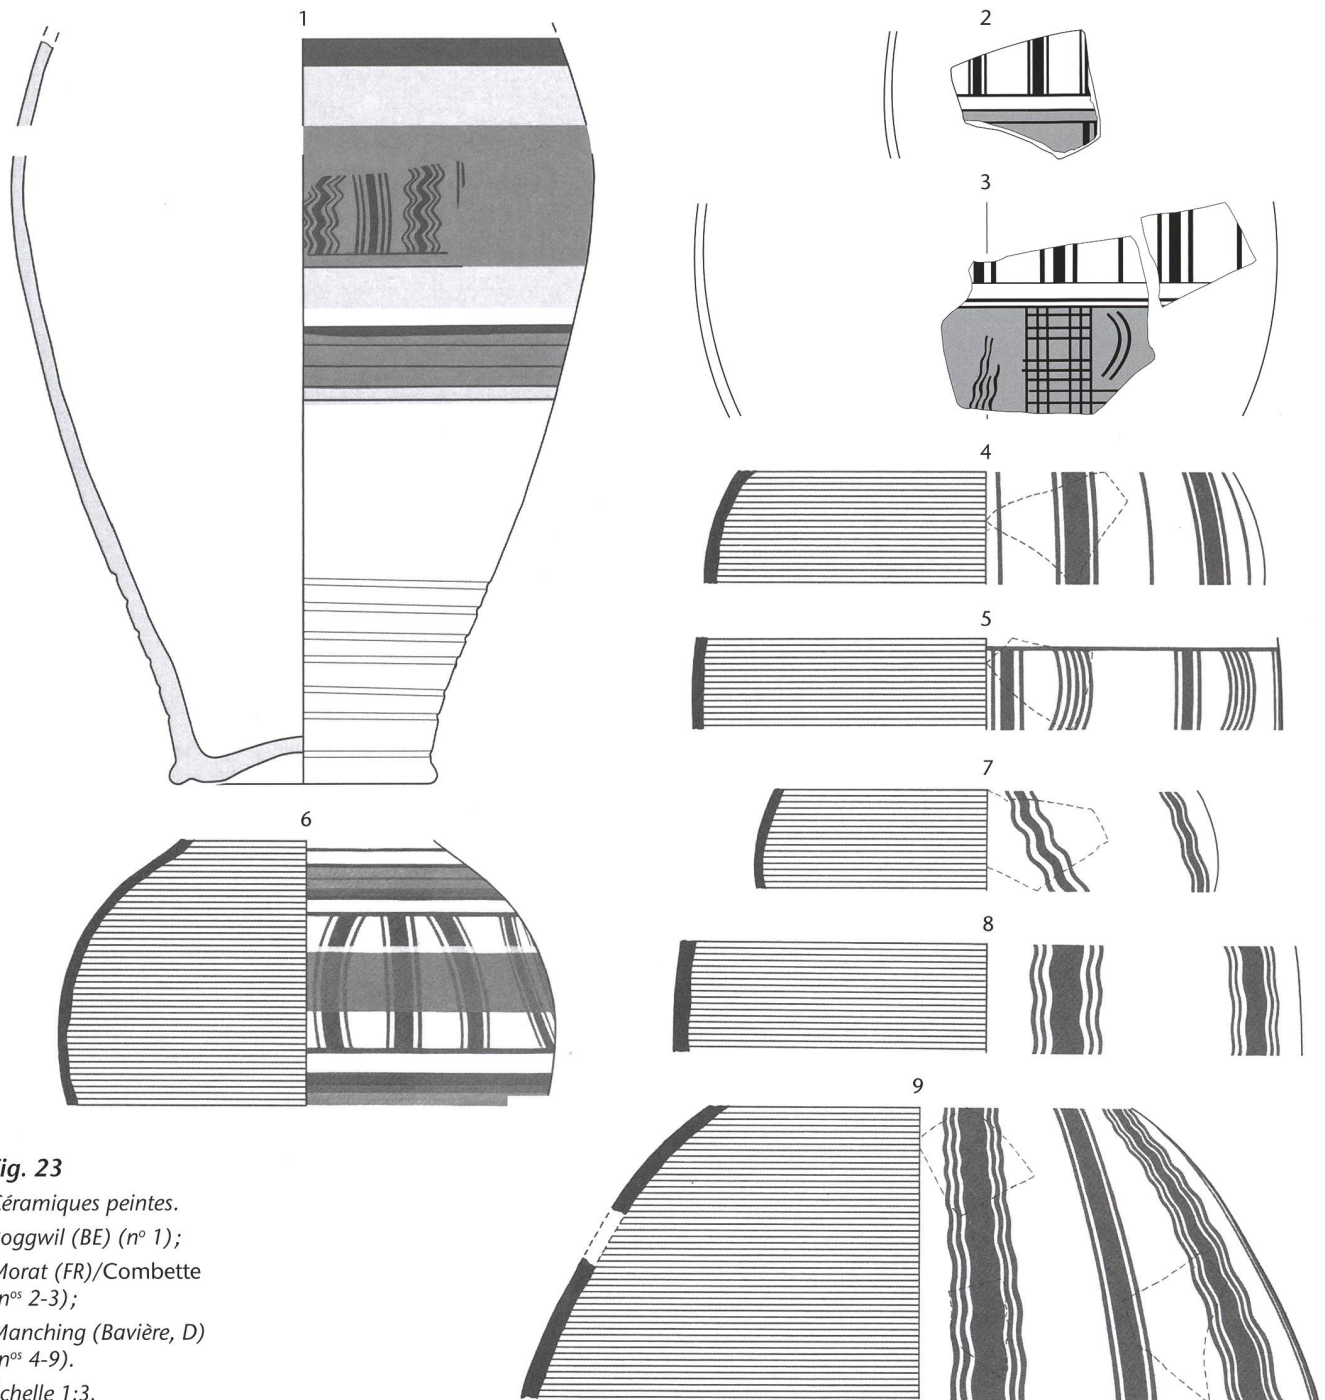 1
2
3
4
5
7
6
8
9
ig. 23
éramiques peintes.
oggwil (BE) (nº 1);
Morat (FR)/Combette
nᵒˢ 2-3);
Manching (Bavière, D)
nᵒˢ 4-9).
chelle 1:3.